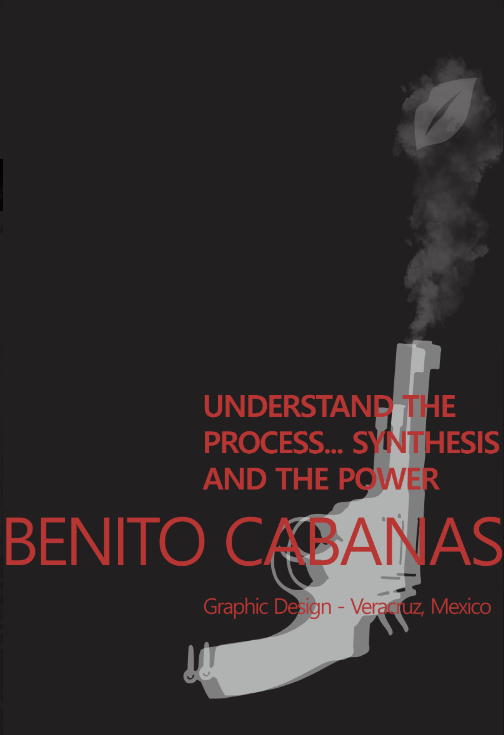 UNDERSTAND THE
PROCESS... SYNTHESIS
AND THE POWER
BENITO CABANAS
Graphic Design - Veracruz, Mexico